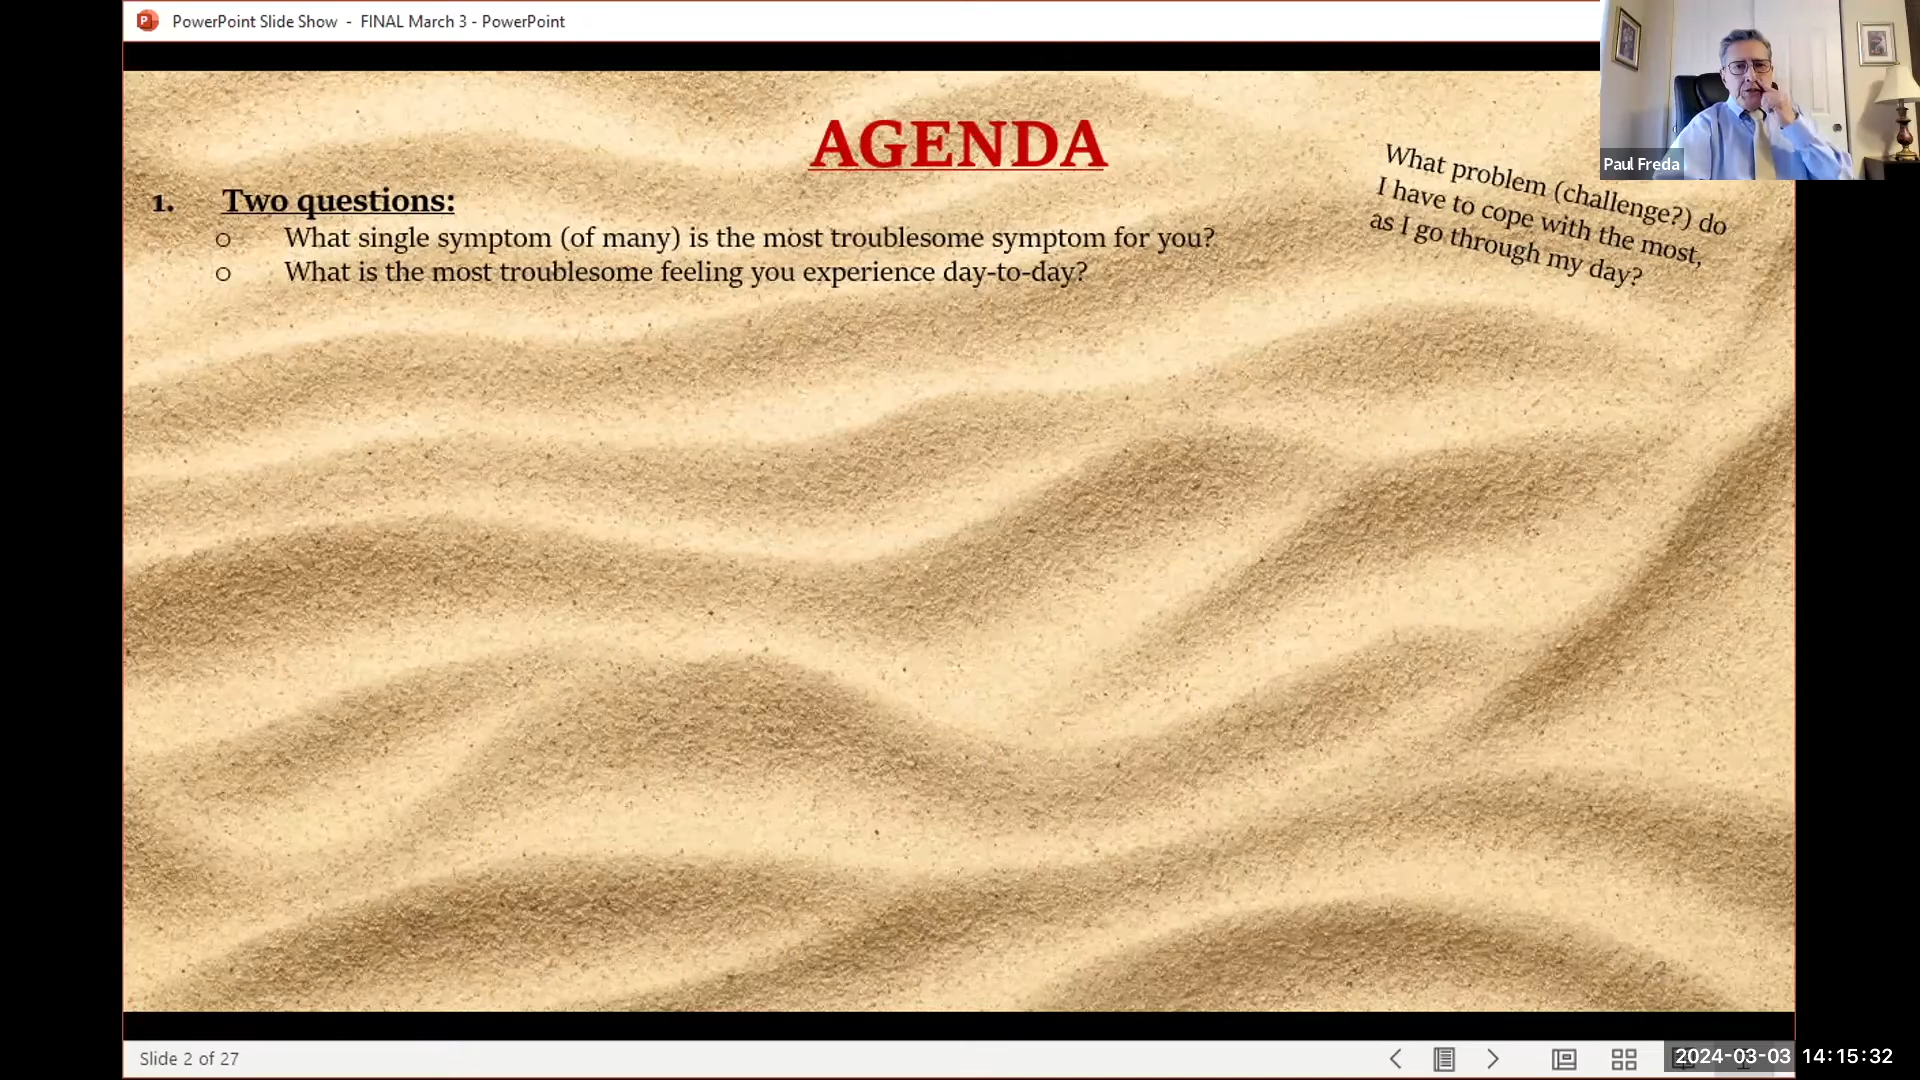 PowerPoint Slide Show - FINAL March 3 - PowerPoint
AGENDA
1. Two questions:
o What single symptom (of many) is the most troublesome symptom for you?
o What is the most troublesome feeling you experience day-to-day?
What problem (challenge?) do
I have to cope with the most,
as I go through my day?
Paul Freda
Slide 2 of 27
2024-03-03 14:15:32